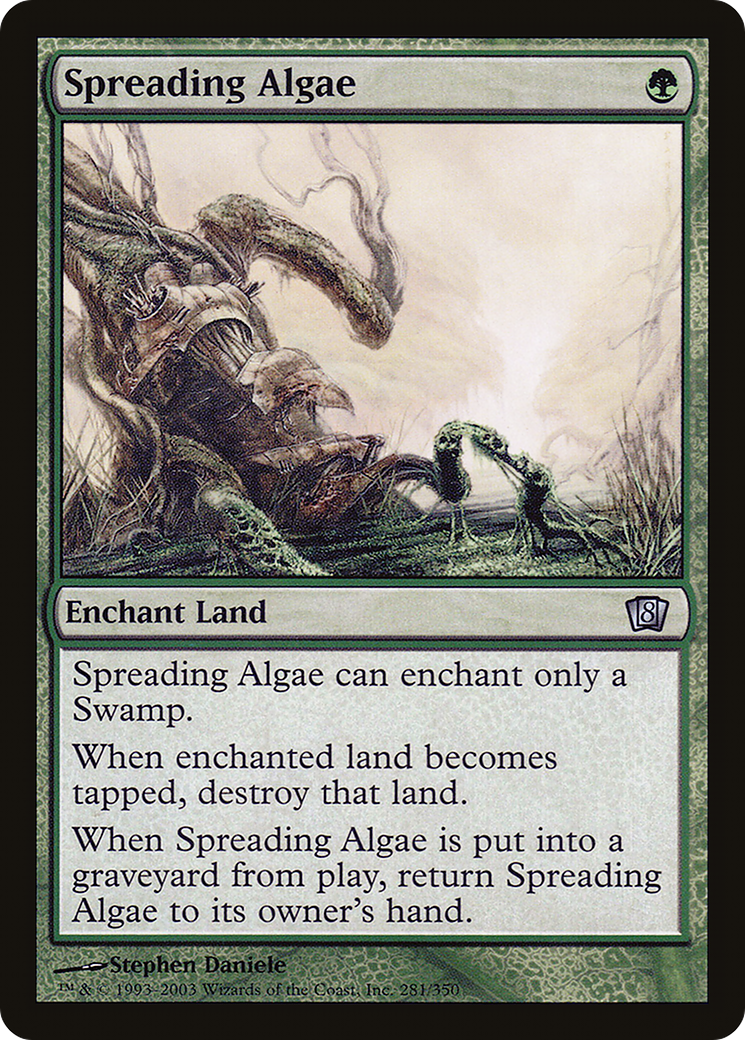 Spreading Algae
Enchant Land
8
Spreading Algae can enchant only a
Swamp.
When enchanted land becomes
tapped, destroy that land.
When Spreading Algae is put into a
graveyard from play, return Spreading
Algae to its owner's hand.
Stephen Daniele
™ & © 1993–2003 Wizards of the Coast, Inc. 281/350